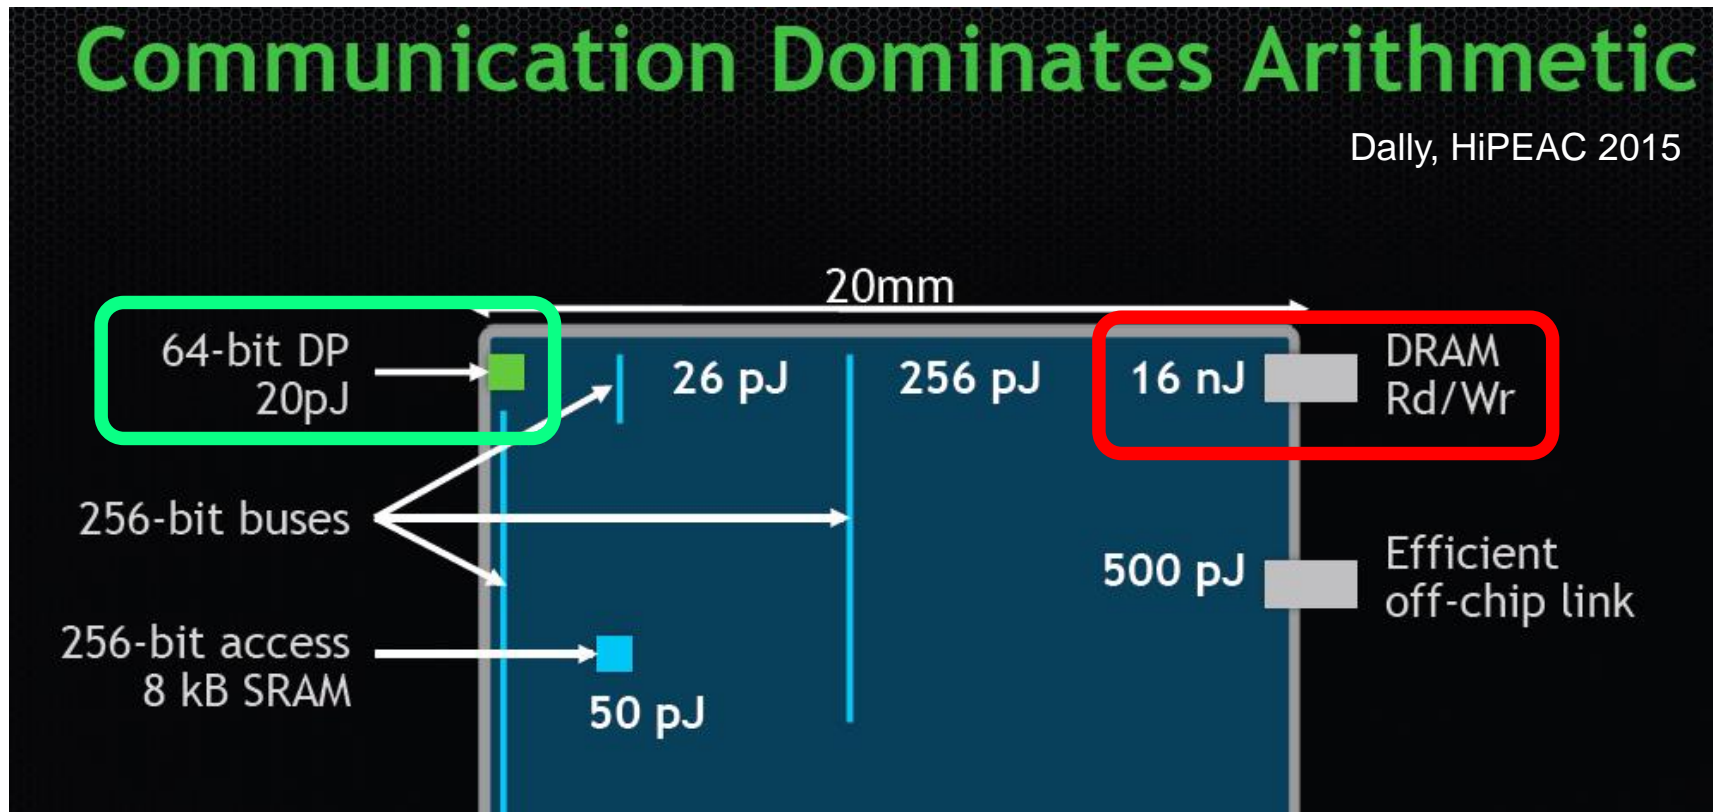 Communication Dominates Arithmetic
Dally, HiPEAC 2015
20mm
64-bit DP
20pJ
26 pJ
256 pJ
16 nJ
DRAM
Rd/Wr
256-bit buses
500 pJ
Efficient
off-chip link
256-bit access
8 kB SRAM
50 pJ